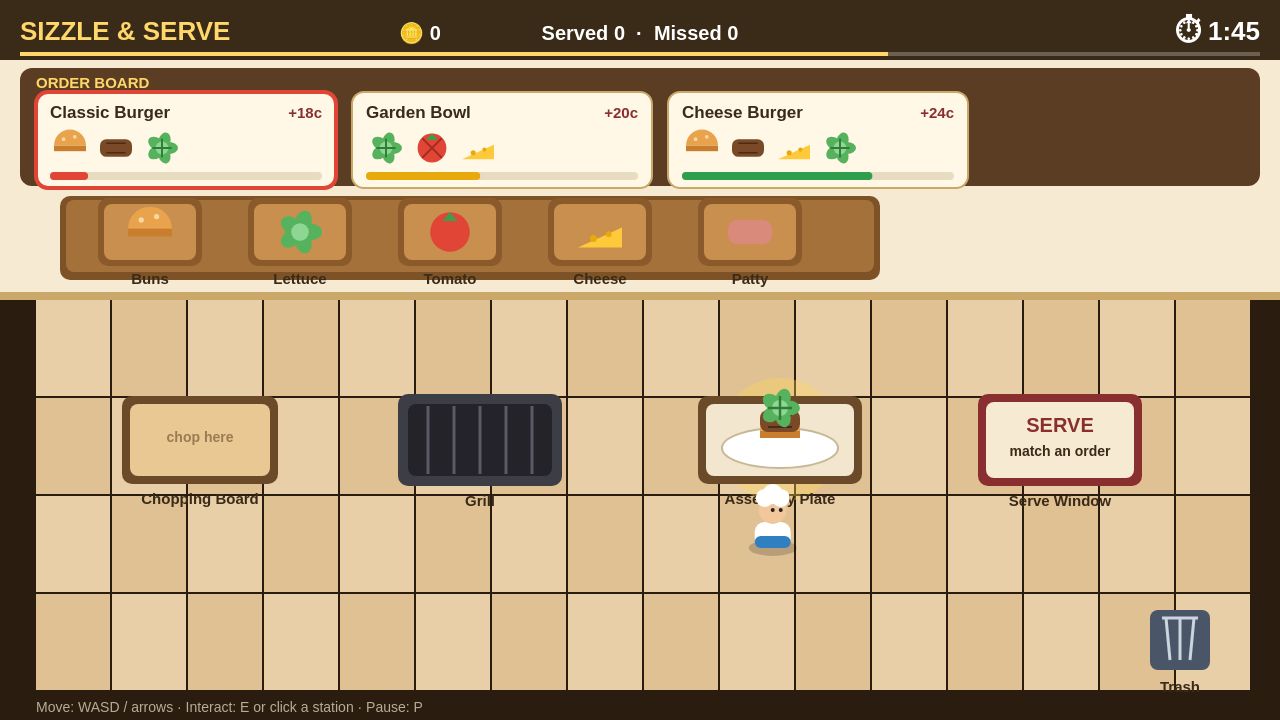 SIZZLE & SERVE
0
Served 0 · Missed 0
1:45
ORDER BOARD
Classic Burger +18c
Garden Bowl +20c
Cheese Burger +24c
Buns
Lettuce
Tomato
Cheese
Patty
chop here
SERVE
match an order
Chopping Board
Grill
Assembly Plate
Serve Window
Trash
Move: WASD / arrows · Interact: E or click a station · Pause: P